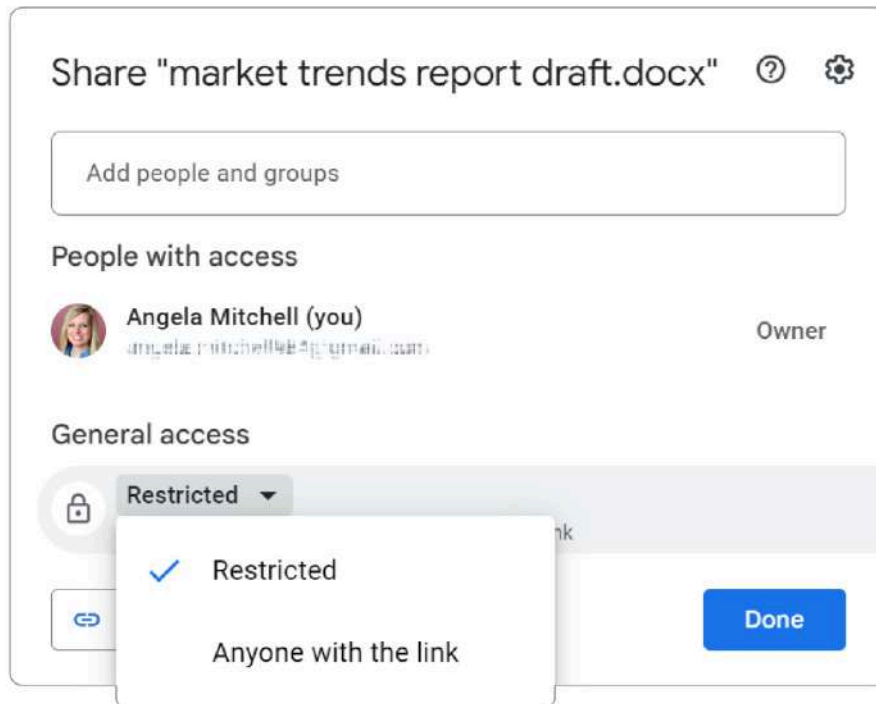 Share "market trends report draft.docx"
Add people and groups
People with access
Angela Mitchell (you)
Owner
General access
Restricted
nk
Restricted
Anyone with the link
Done